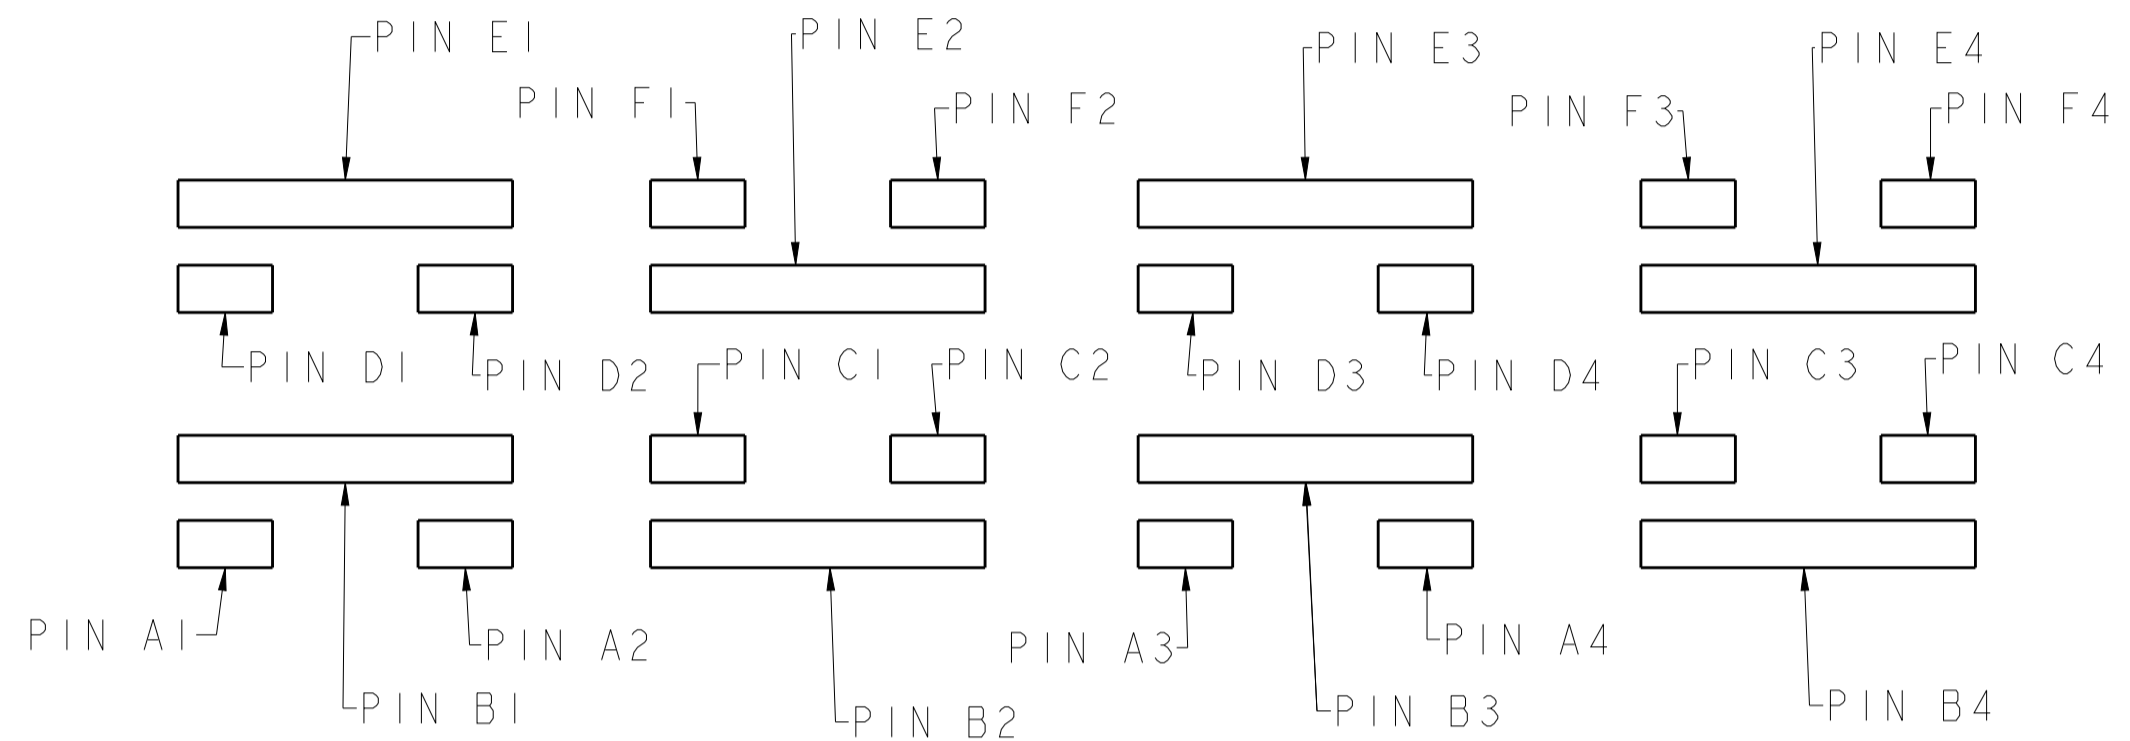 PIN E1
PIN E2
PIN E3
PIN E4
PIN F1
PIN F2
PIN F3
PIN F4
PIN D1
PIN D2
PIN C1
PIN C2
PIN D3
PIN D4
PIN C3
PIN C4
PIN A1
PIN A2
PIN A3
PIN A4
PIN B1
PIN B2
PIN B3
PIN B4